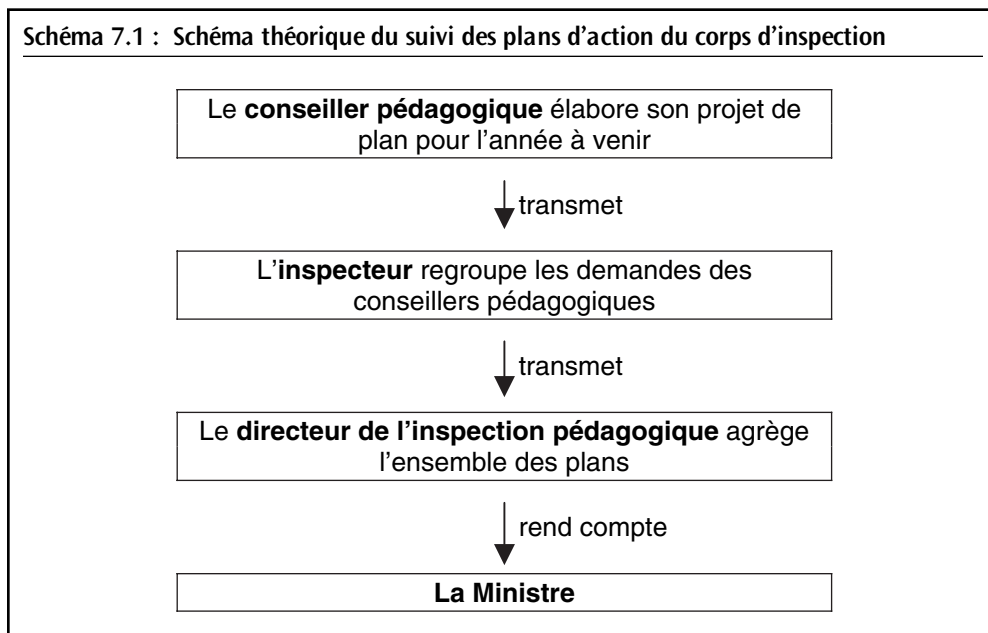 Schéma 7.1 : Schéma théorique du suivi des plans d'action du corps d'inspection
Le conseiller pédagogique élabore son projet de
plan pour l'année à venir
transmet
L'inspecteur regroupe les demandes des
conseillers pédagogiques
transmet
Le directeur de l'inspection pédagogique agrège
l'ensemble des plans
rend compte
La Ministre